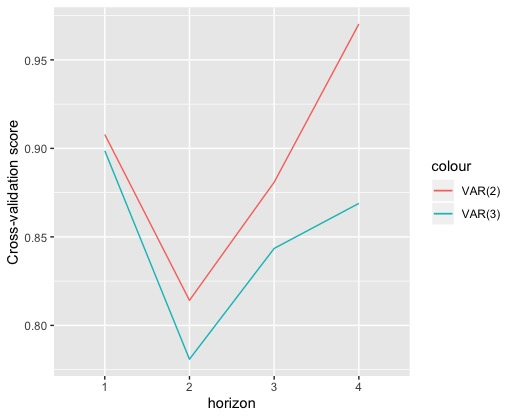 Cross-validation score
0.95
0.90
0.85
0.80
1 2 3 4
horizon
colour
VAR(2)
VAR(3)